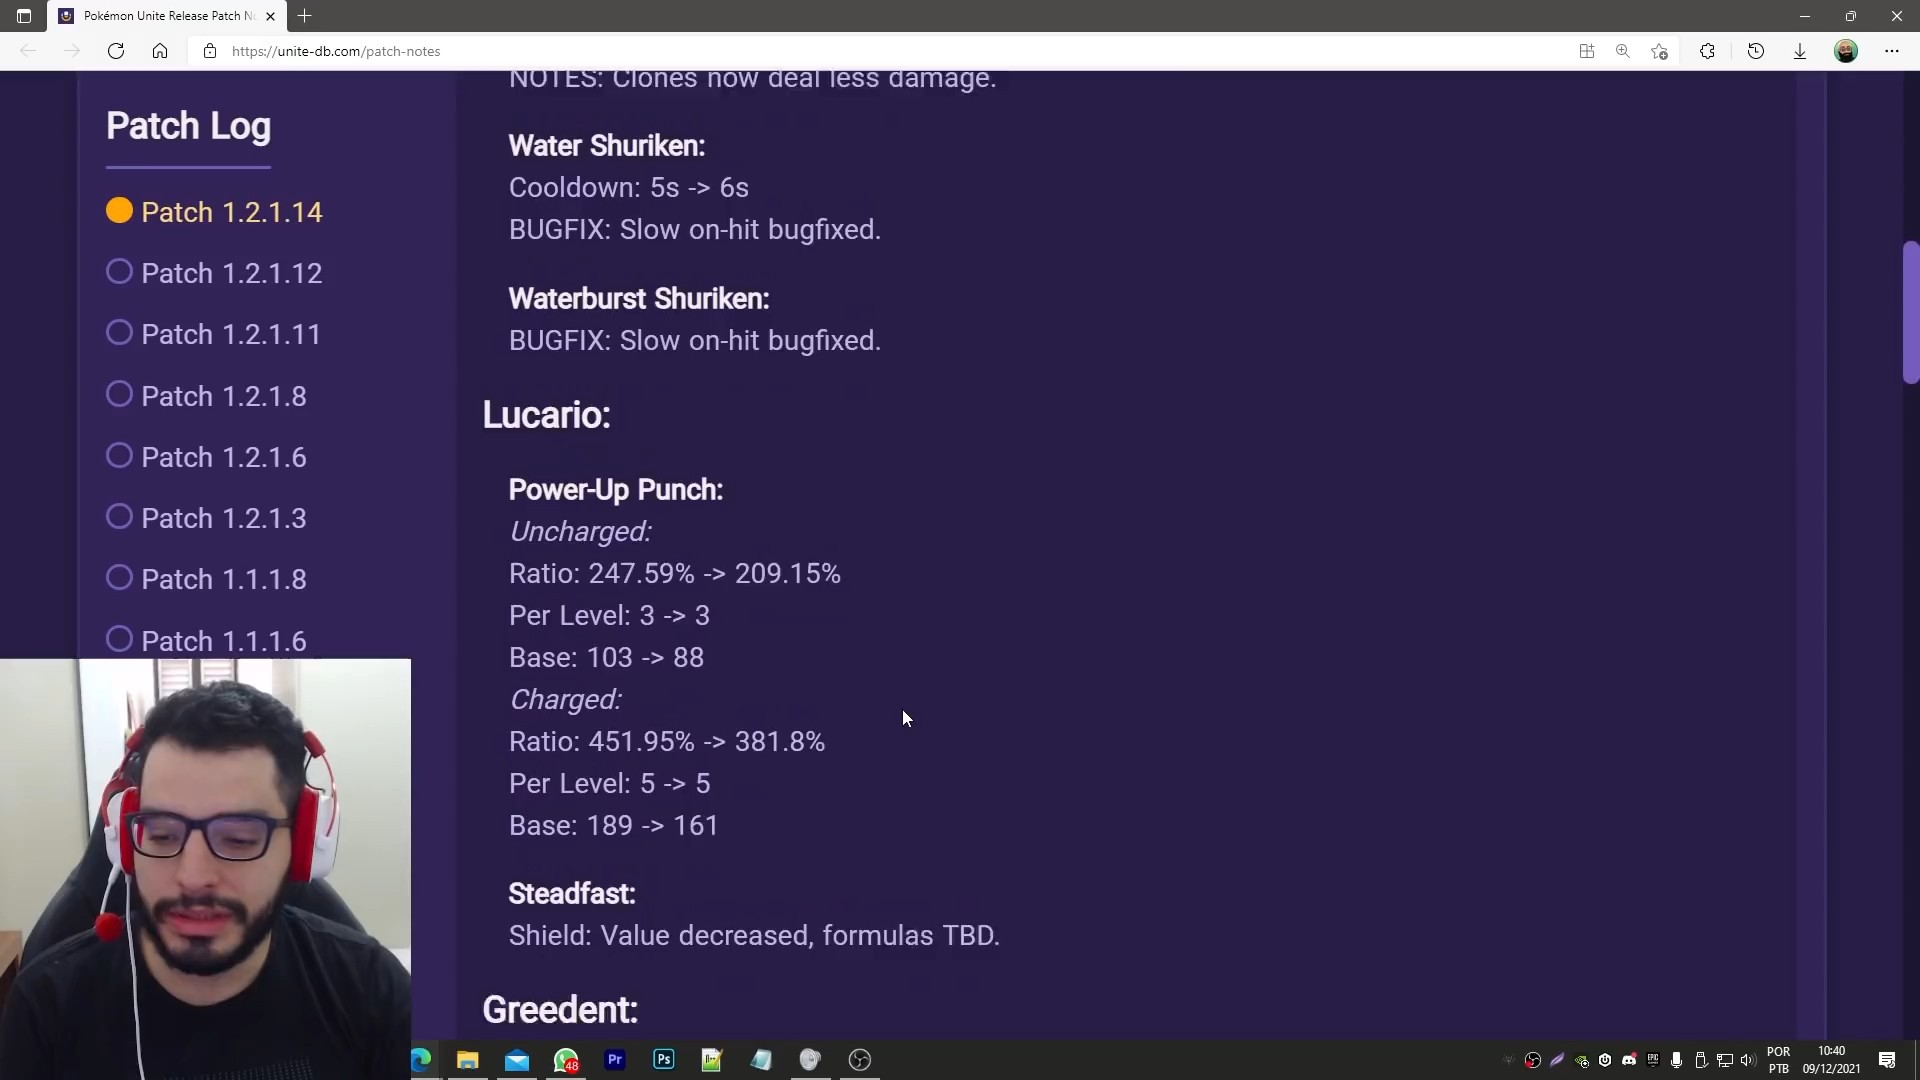 Pokémon Unite Release Patch No
https://unite-db.com/patch-notes
Patch Log
Patch 1.2.1.14
Patch 1.2.1.12
Patch 1.2.1.11
Patch 1.2.1.8
Patch 1.2.1.6
Patch 1.2.1.3
Patch 1.1.1.8
Patch 1.1.1.6
NOTES: Clones now deal less damage.
Water Shuriken:
Cooldown: 5s -> 6s
BUGFIX: Slow on-hit bugfixed.
Waterburst Shuriken:
BUGFIX: Slow on-hit bugfixed.
Lucario:
Power-Up Punch:
Uncharged:
Ratio: 247.59% -> 209.15%
Per Level: 3 -> 3
Base: 103 -> 88
Charged:
Ratio: 451.95% -> 381.8%
Per Level: 5 -> 5
Base: 189 -> 161
Steadfast:
Shield: Value decreased, formulas TBD.
Greedent:
48
Pr
Ps
POR
PTB
10:40
09/12/2021